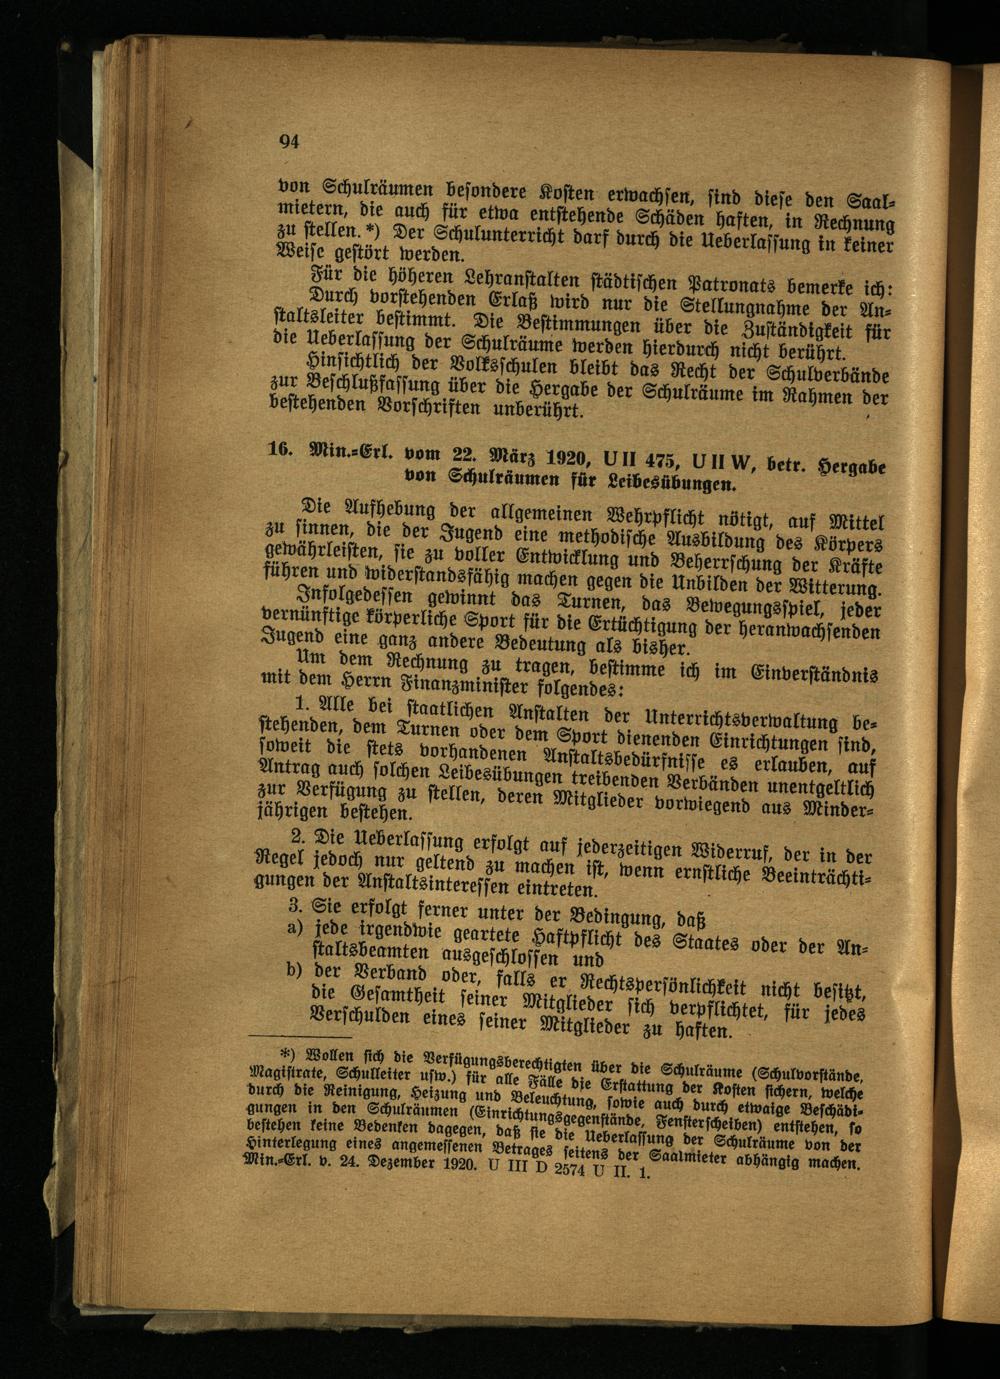 94
von Schulräumen besondere Kosten erwachsen, sind diese den Saal-
mietern, die auch für etwa entstehende Schäden haften, in Rechnung
zu stellen.*) Der Schulunterricht darf durch die Ueberlassung in keiner
Weise gestört werden.
Für die höheren Lehranstalten städtischen Patronats bemerke ich:
Durch vorstehenden Erlaß wird nur die Stellungnahme der An-
staltsleiter bestimmt. Die Bestimmungen über die Zuständigkeit für
die Ueberlassung der Schulräume werden hierdurch nicht berührt.
Hinsichtlich der Volksschulen bleibt das Recht der Schulverbände
zur Beschlußfassung über die Hergabe der Schulräume im Rahmen der
bestehenden Vorschriften unberührt.
16. Min.-Erl. vom 22. März 1920, U II 475, U II W, betr. Hergabe
von Schulräumen für Leibesübungen.
Die Aufhebung der allgemeinen Wehrpflicht nötigt, auf Mittel
zu sinnen, die der Jugend eine methodische Ausbildung des Körpers
gewährleisten, sie zu voller Entwicklung und Beherrschung der Kräfte
führen und widerstandsfähig machen gegen die Unbilden der Witterung.
Infolgedessen gewinnt das Turnen, das Bewegungsspiel, jeder
vernünftige körperliche Sport für die Ertüchtigung der heranwachsenden
Jugend eine ganz andere Bedeutung als bisher.
Um dem Rechnung zu tragen, bestimme ich im Einverständnis
mit dem Herrn Finanzminister folgendes:
1. Alle bei staatlichen Anstalten der Unterrichtsverwaltung be-
stehenden, dem Turnen oder dem Sport dienenden Einrichtungen sind,
soweit die stets vorhandenen Anstaltsbedürfnisse es erlauben, auf
Antrag auch solchen Leibesübungen treibenden Verbänden unentgeltlich
zur Verfügung zu stellen, deren Mitglieder vorwiegend aus Minder-
jährigen bestehen.
2. Die Ueberlassung erfolgt auf jederzeitigen Widerruf, der in der
Regel jedoch nur geltend zu machen ist, wenn ernstliche Beeinträchti-
gungen der Anstaltsinteressen eintreten.
3. Sie erfolgt ferner unter der Bedingung, daß
a) jede irgendwie geartete Haftpflicht des Staates oder der An-
staltsbeamten ausgeschlossen und
b) der Verband oder, falls er Rechtspersönlichkeit nicht besitzt,
die Gesamtheit seiner Mitglieder sich verpflichtet, für jedes
Verschulden eines seiner Mitglieder zu haften.
*) Wollen sich die Verfügungsberechtigten über die Schulräume (Schulvorstände,
Magistrate, Schulleiter usw.) für alle Fälle die Erstattung der Kosten sichern, welche
durch die Reinigung, Heizung und Beleuchtung, sowie auch durch etwaige Beschädi-
gungen in den Schulräumen (Einrichtungsgegenstände, Fensterscheiben) entstehen, so
bestehen keine Bedenken dagegen, daß sie die Ueberlassung der Schulräume von der
Hinterlegung eines angemessenen Betrages seitens der Saalmieter abhängig machen.
Min.-Erl. v. 24. Dezember 1920. U III D 2574 U II. 1.